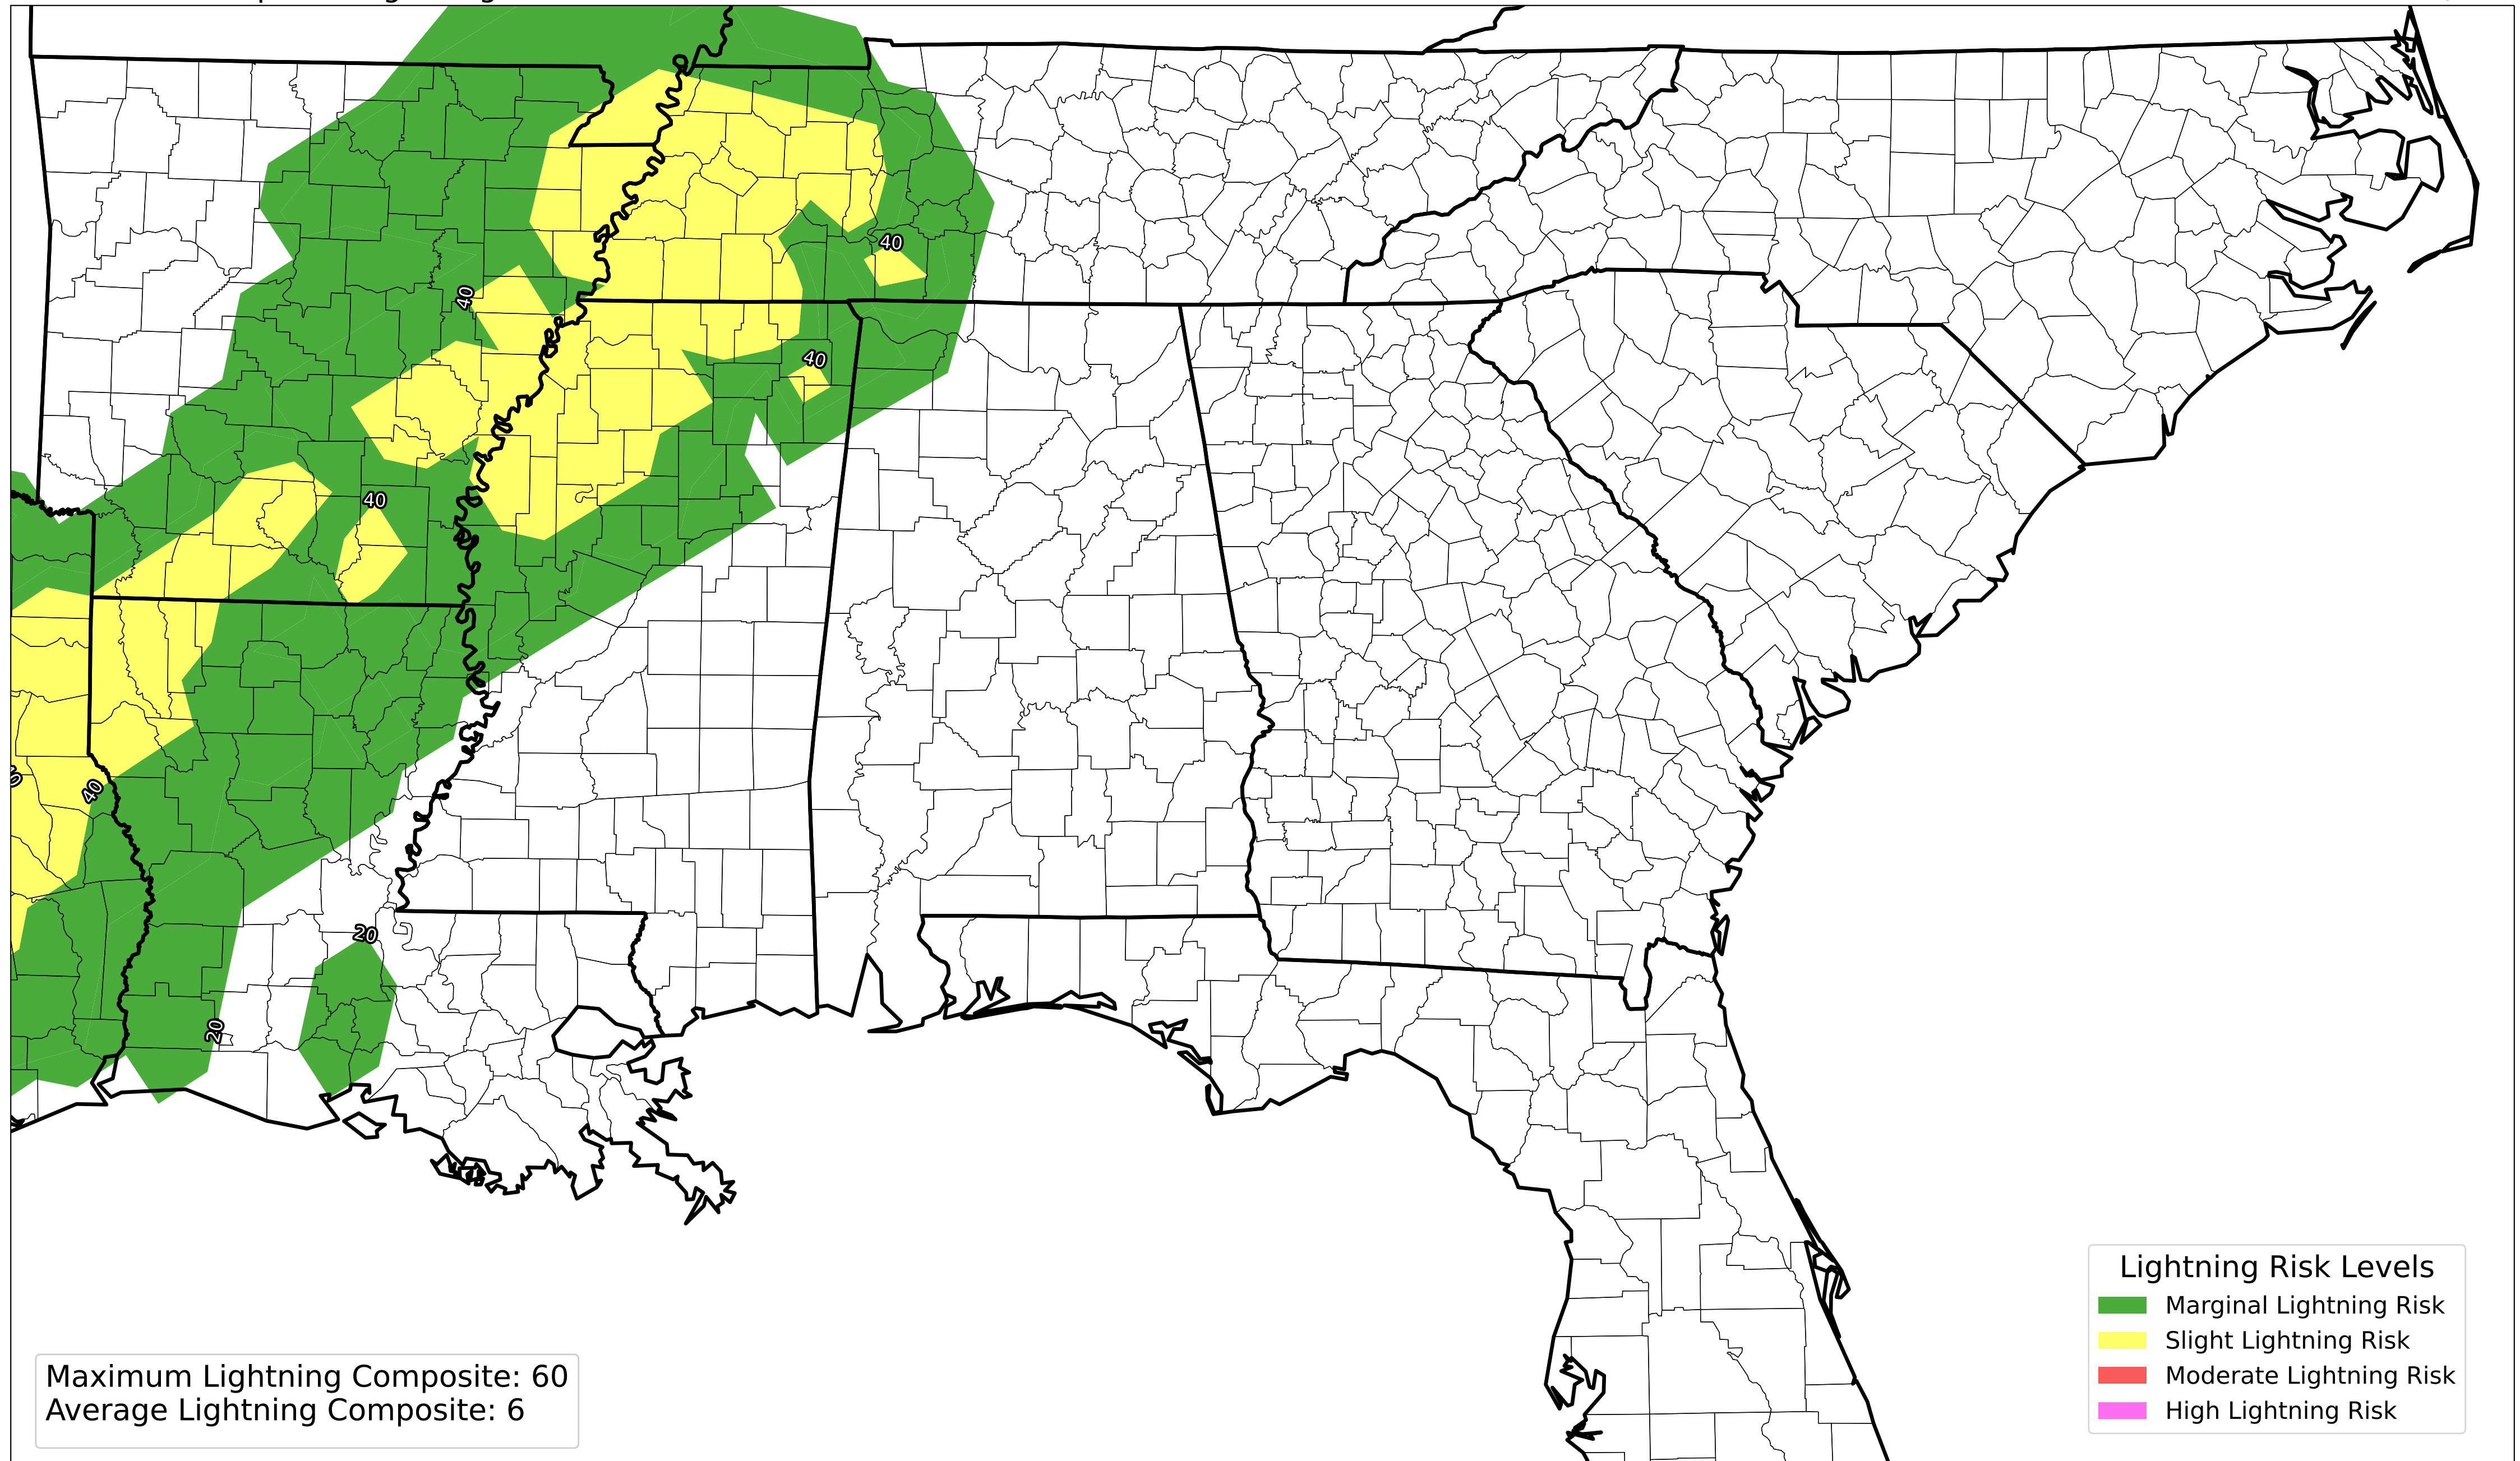 40
40
40
40
40
20
20
Lightning Risk Levels
Marginal Lightning Risk
Slight Lightning Risk
Moderate Lightning Risk
High Lightning Risk
Maximum Lightning Composite: 60
Average Lightning Composite: 6